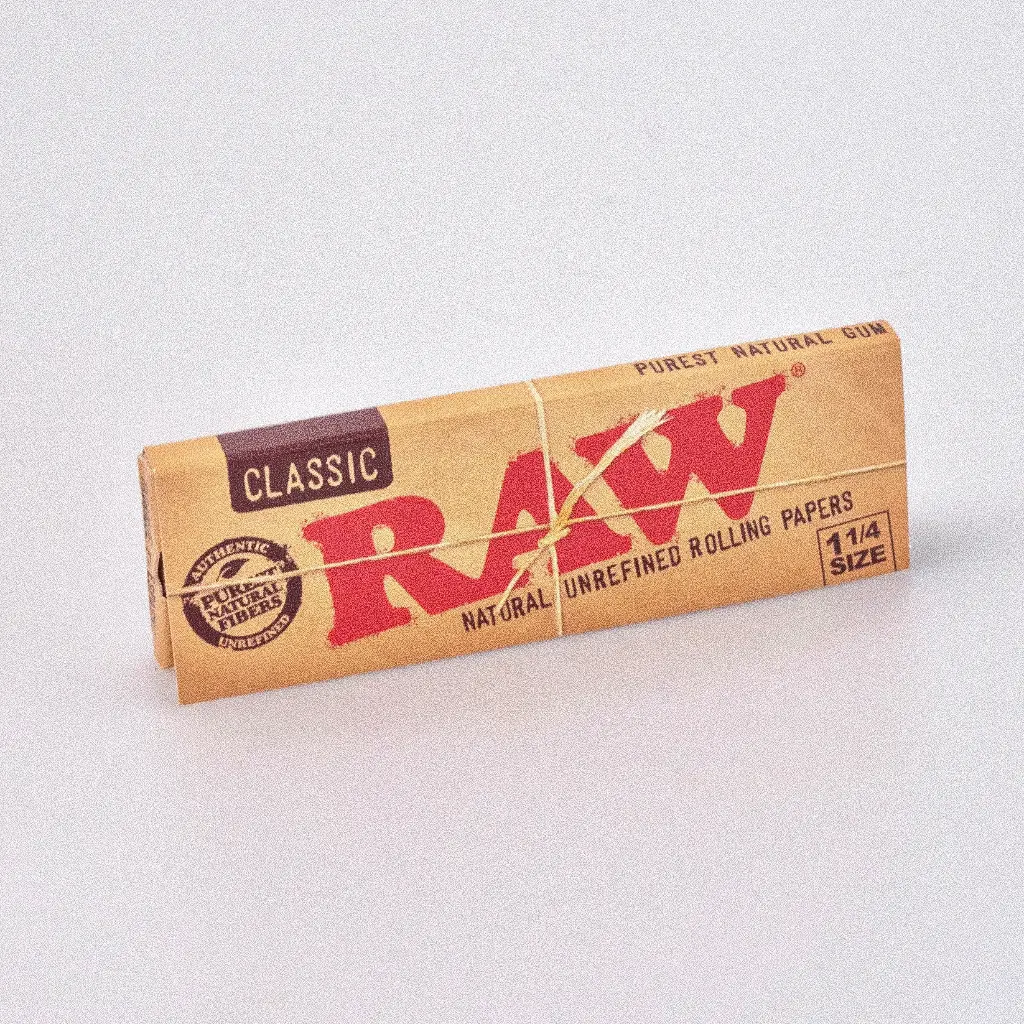 PUREST NATURAL GUM
CLASSIC
RAW®
AUTHENTIC
PUREST
NATURAL
FIBERS
UNREFINED
NATURAL UNREFINED ROLLING PAPERS
1 1/4
SIZE